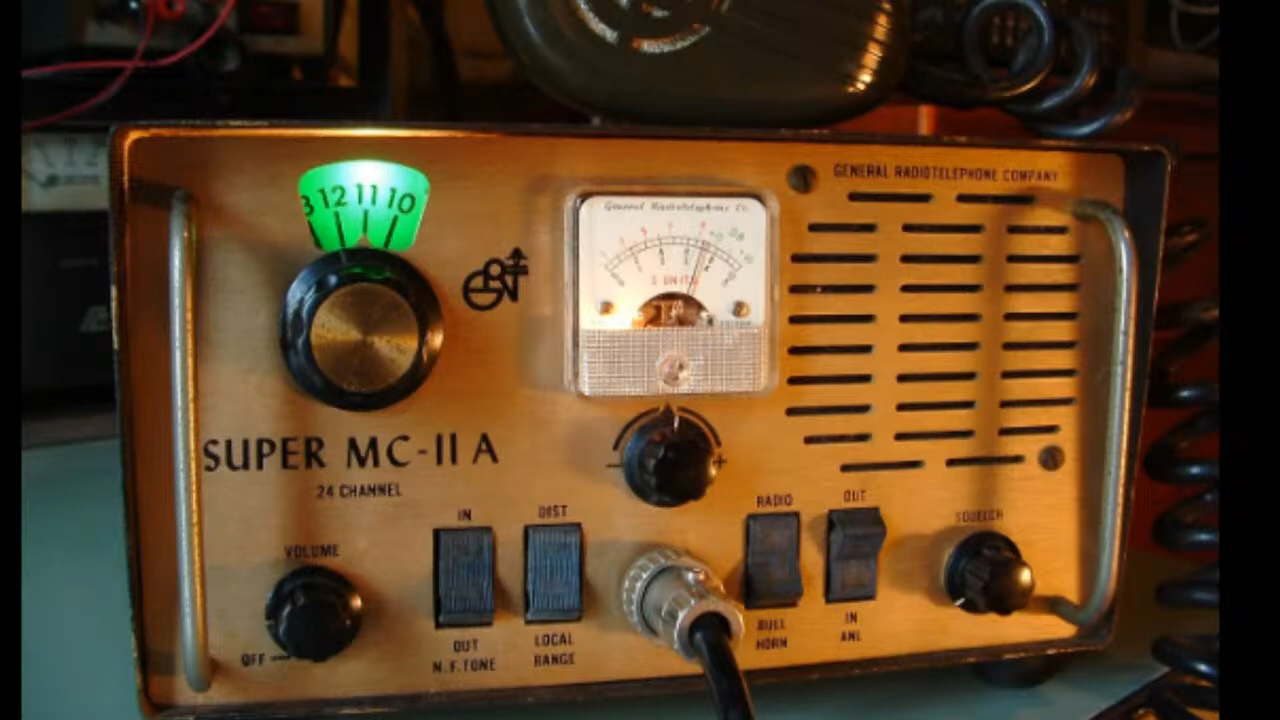 GENERAL RADIOTELEPHONE COMPANY
3 12 11 10
General Radiotelephone Co.
S UNITS
SUPER MC-II A
24 CHANNEL
- +
VOLUME
OFF
IN
OUT
N.F. TONE
DIST
LOCAL
RANGE
RADIO
BULL
HORN
OUT
IN
ANL
SQUELCH